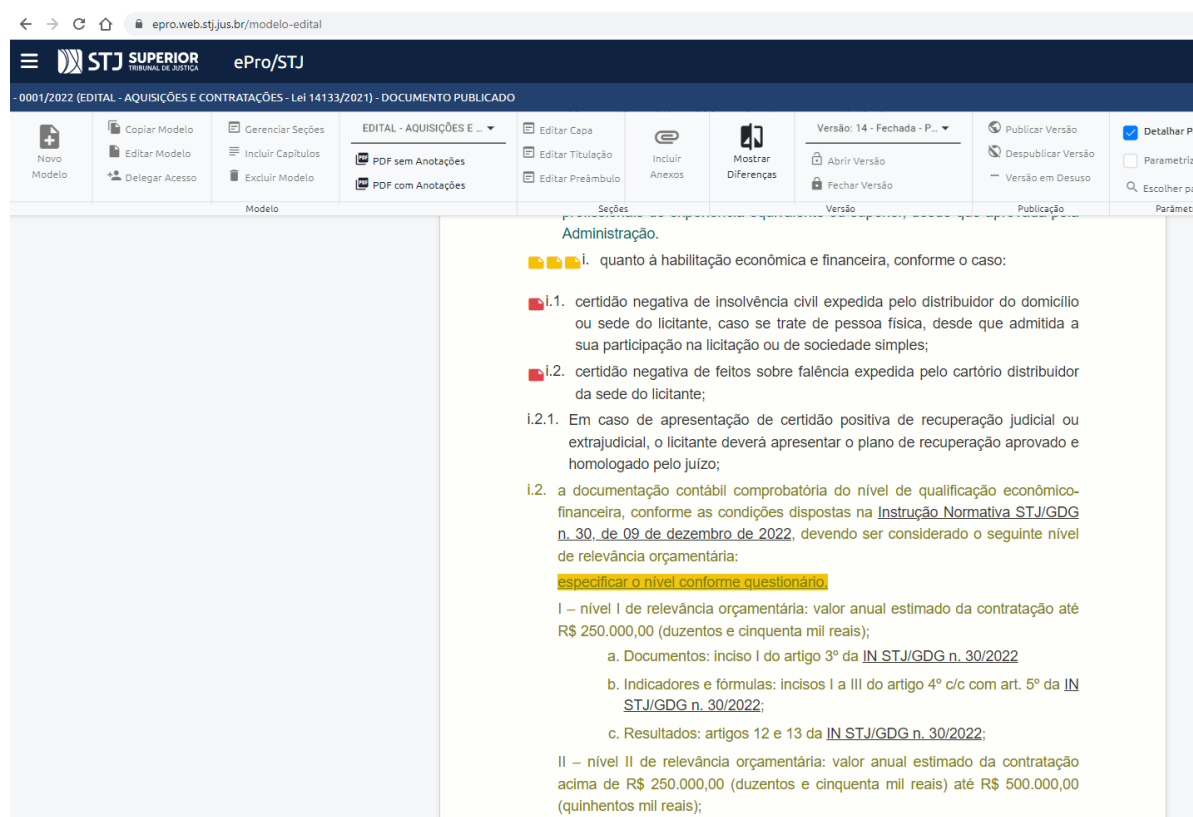 epro.web.stj.jus.br/modelo-edital
STJ SUPERIOR TRIBUNAL DE JUSTIÇA ePro/STJ
- 0001/2022 (EDITAL - AQUISIÇÕES E CONTRATAÇÕES - Lei 14133/2021) - DOCUMENTO PUBLICADO
Novo Modelo
Copiar Modelo
Editar Modelo
Delegar Acesso
Gerenciar Seções
Incluir Capítulos
Excluir Modelo
Modelo
EDITAL - AQUISIÇÕES E ...
PDF sem Anotações
PDF com Anotações
Editar Capa
Editar Titulação
Editar Preâmbulo
Incluir Anexos
Seções
Mostrar Diferenças
Versão: 14 - Fechada - P...
Abrir Versão
Fechar Versão
Versão
Publicar Versão
Despublicar Versão
Versão em Desuso
Publicação
Detalhar P
Parametriz
Escolher pa
Parâmet
profissionais de experiência equivalente ou superior, desde que aprovada pela
Administração.
i. quanto à habilitação econômica e financeira, conforme o caso:
i.1. certidão negativa de insolvência civil expedida pelo distribuidor do domicílio
ou sede do licitante, caso se trate de pessoa física, desde que admitida a
sua participação na licitação ou de sociedade simples;
i.2. certidão negativa de feitos sobre falência expedida pelo cartório distribuidor
da sede do licitante;
i.2.1. Em caso de apresentação de certidão positiva de recuperação judicial ou
extrajudicial, o licitante deverá apresentar o plano de recuperação aprovado e
homologado pelo juízo;
i.2. a documentação contábil comprobatória do nível de qualificação econômico-
financeira, conforme as condições dispostas na Instrução Normativa STJ/GDG
n. 30, de 09 de dezembro de 2022, devendo ser considerado o seguinte nível
de relevância orçamentária:
especificar o nível conforme questionário.
I – nível I de relevância orçamentária: valor anual estimado da contratação até
R$ 250.000,00 (duzentos e cinquenta mil reais);
a. Documentos: inciso I do artigo 3º da IN STJ/GDG n. 30/2022
b. Indicadores e fórmulas: incisos I a III do artigo 4º c/c com art. 5º da IN
STJ/GDG n. 30/2022;
c. Resultados: artigos 12 e 13 da IN STJ/GDG n. 30/2022;
II – nível II de relevância orçamentária: valor anual estimado da contratação
acima de R$ 250.000,00 (duzentos e cinquenta mil reais) até R$ 500.000,00
(quinhentos mil reais);